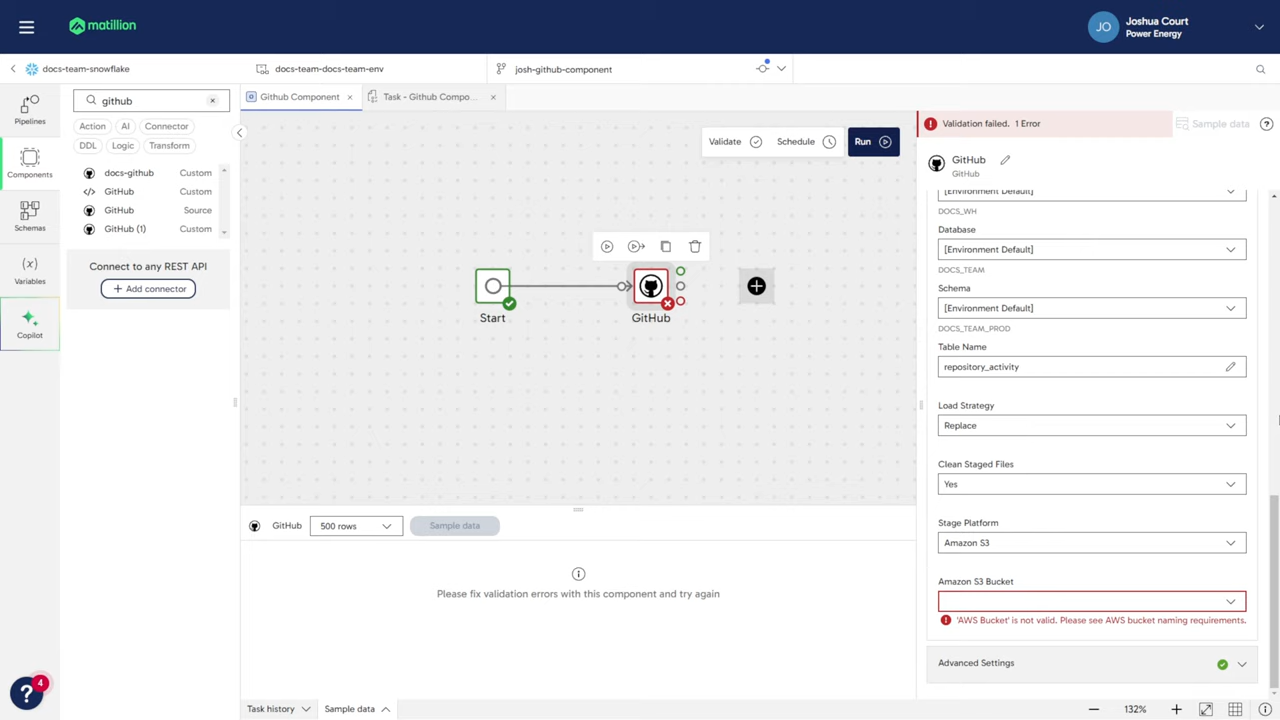 matillion
JO
Joshua Court
Power Energy
docs-team-snowflake
docs-team-docs-team-env
josh-github-component
Pipelines
Components
Schemas
(x)
Variables
Copilot
4
?
github
Action
AI
Connector
DDL
Logic
Transform
docs-github Custom
GitHub Custom
GitHub Source
GitHub (1) Custom
Connect to any REST API
+ Add connector
Github Component
Task - Github Compo...
Validate
Schedule
Run
Start
GitHub
GitHub
500 rows
Sample data
Please fix validation errors with this component and try again
Task history
Sample data
Validation failed. 1 Error
Sample data
?
GitHub
GitHub
[Environment Default]
DOCS_WH
Database
[Environment Default]
DOCS_TEAM
Schema
[Environment Default]
DOCS_TEAM_PROD
Table Name
repository_activity
Load Strategy
Replace
Clean Staged Files
Yes
Stage Platform
Amazon S3
Amazon S3 Bucket
'AWS Bucket' is not valid. Please see AWS bucket naming requirements.
Advanced Settings
132%